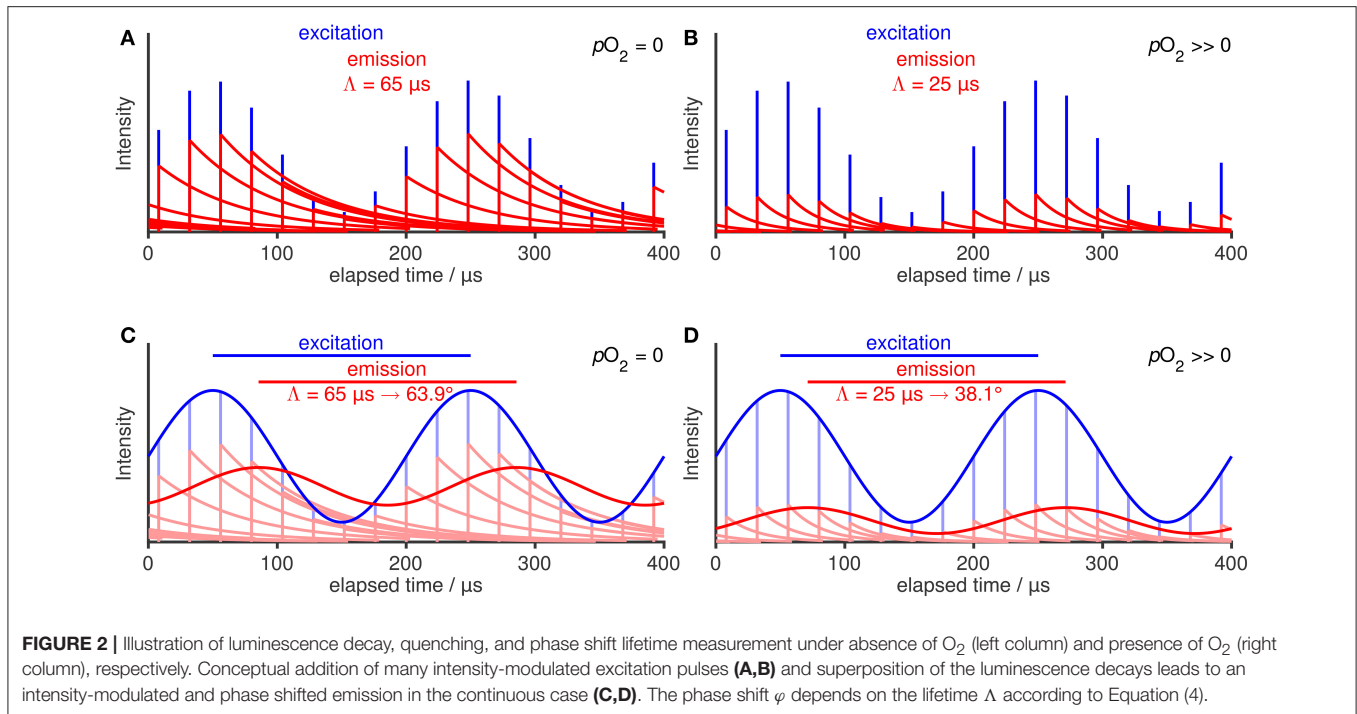 A
excitation
emission
Λ = 65 µs
pO2 = 0
Intensity
0 100 200 300 400
elapsed time / µs
B
excitation
emission
Λ = 25 µs
pO2 >> 0
Intensity
0 100 200 300 400
elapsed time / µs
C
excitation
emission
Λ = 65 µs → 63.9°
pO2 = 0
Intensity
0 100 200 300 400
elapsed time / µs
D
excitation
emission
Λ = 25 µs → 38.1°
pO2 >> 0
Intensity
0 100 200 300 400
elapsed time / µs
FIGURE 2 | Illustration of luminescence decay, quenching, and phase shift lifetime measurement under absence of O2 (left column) and presence of O2 (right
column), respectively. Conceptual addition of many intensity-modulated excitation pulses (A,B) and superposition of the luminescence decays leads to an
intensity-modulated and phase shifted emission in the continuous case (C,D). The phase shift φ depends on the lifetime Λ according to Equation (4).